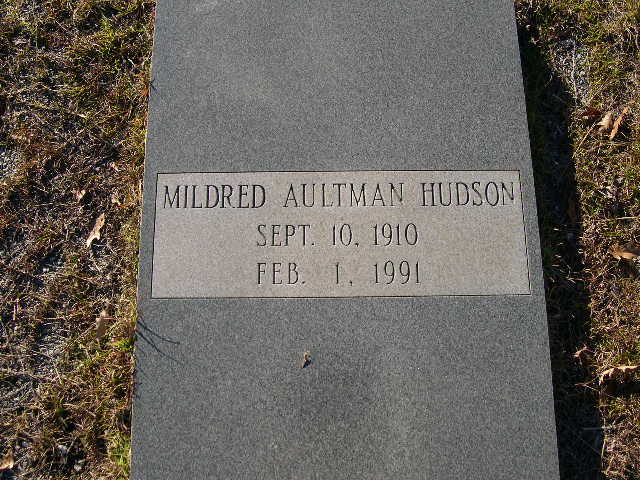 MILDRED AULTMAN HUDSON
SEPT. 10, 1910
FEB. 1, 1991